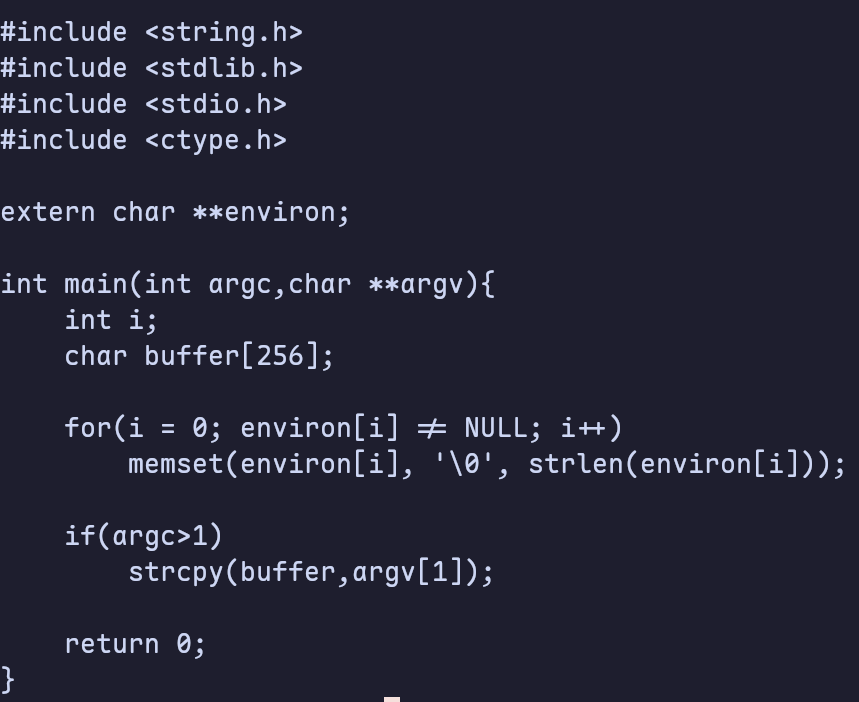 #include <string.h>
#include <stdlib.h>
#include <stdio.h>
#include <ctype.h>

extern char **environ;

int main(int argc,char **argv){
    int i;
    char buffer[256];

    for(i = 0; environ[i] != NULL; i++)
        memset(environ[i], '\0', strlen(environ[i]));

    if(argc>1)
        strcpy(buffer,argv[1]);

    return 0;
}